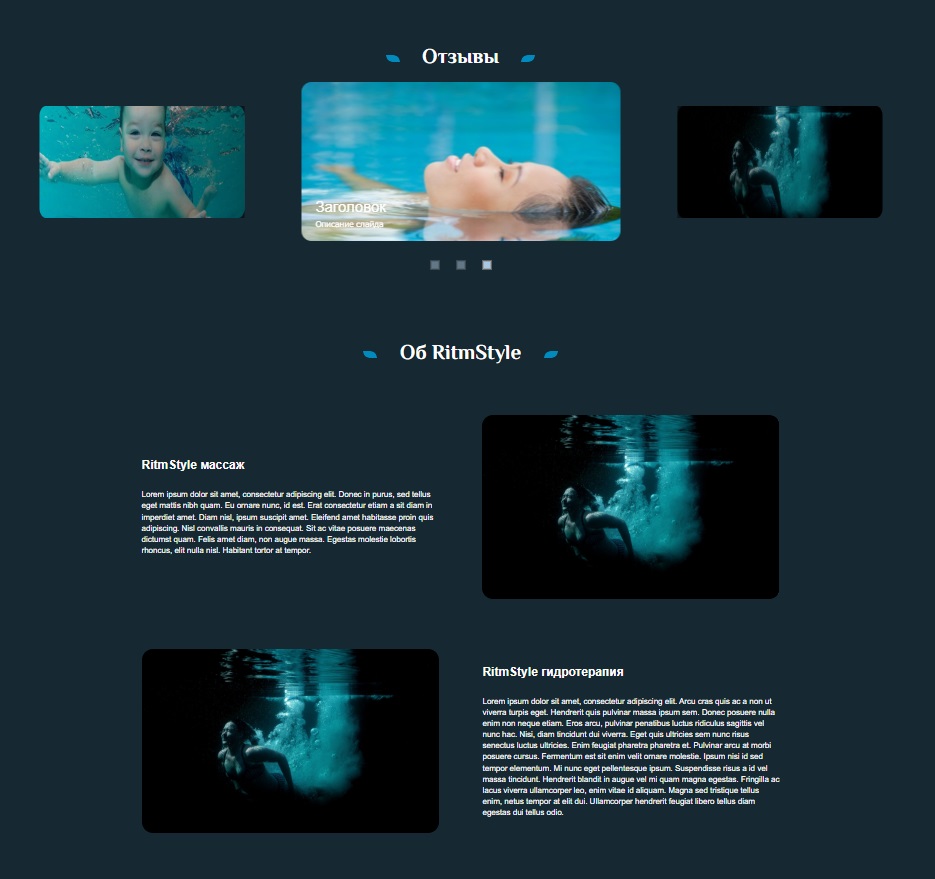 Отзывы
Заголовок
Описание слайда
Об RitmStyle
RitmStyle массаж
Lorem ipsum dolor sit amet, consectetur adipiscing elit. Donec in purus, sed tellus
eget mattis nibh quam. Eu ornare nunc, id est. Erat consectetur etiam a sit diam in
imperdiet amet. Diam nisl, ipsum suscipit amet. Eleifend amet habitasse proin quis
adipiscing. Nisl convallis mauris in consequat. Sit ac vitae posuere maecenas
dictumst quam. Felis amet diam, non augue massa. Egestas molestie lobortis
rhoncus, elit nulla nisl. Habitant tortor at tempor.
RitmStyle гидротерапия
Lorem ipsum dolor sit amet, consectetur adipiscing elit. Arcu cras quis ac a non ut
viverra turpis eget. Hendrerit quis pulvinar massa ipsum sem. Donec posuere nulla
enim non neque etiam. Eros arcu, pulvinar penatibus luctus ridiculus sagittis vel
nunc hac. Nisi, diam tincidunt dui viverra. Eget quis ultricies sem nunc risus
senectus luctus ultricies. Enim feugiat pharetra pharetra et. Pulvinar arcu at morbi
posuere cursus. Fermentum est sit enim velit ornare molestie. Ipsum nisi id sed
tempor elementum. Mi nunc eget pellentesque ipsum. Suspendisse risus a id vel
massa tincidunt. Hendrerit blandit in augue vel mi quam magna egestas. Fringilla ac
lacus viverra ullamcorper leo, enim vitae id aliquam. Magna sed tristique tellus
enim, netus tempor at elit dui. Ullamcorper hendrerit feugiat libero tellus diam
egestas dui tellus odio.